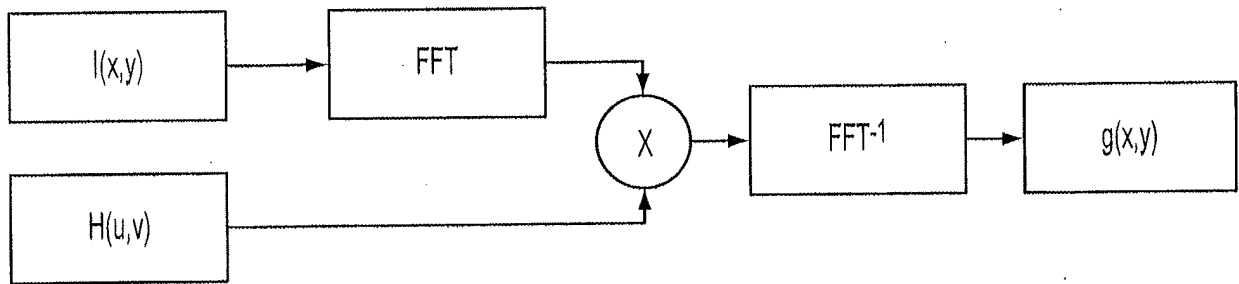 I(x,y)
FFT
H(u,v)
X
FFT-1
g(x,y)